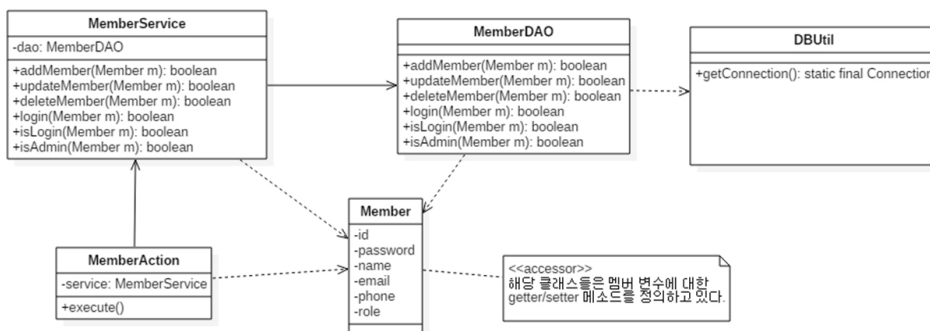 MemberService
-dao: MemberDAO
+addMember(Member m): boolean
+updateMember(Member m): boolean
+deleteMember(Member m): boolean
+login(Member m): boolean
+isLogin(Member m): boolean
+isAdmin(Member m): boolean
MemberDAO
+addMember(Member m): boolean
+updateMember(Member m): boolean
+deleteMember(Member m): boolean
+login(Member m): boolean
+isLogin(Member m): boolean
+isAdmin(Member m): boolean
DBUtil
+getConnection(): static final Connection
MemberAction
-service: MemberService
+execute()
Member
-id
-password
-name
-email
-phone
-role
<<accessor>>
해당 클래스들은 멤버 변수에 대한
getter/setter 메소드를 정의하고 있다.